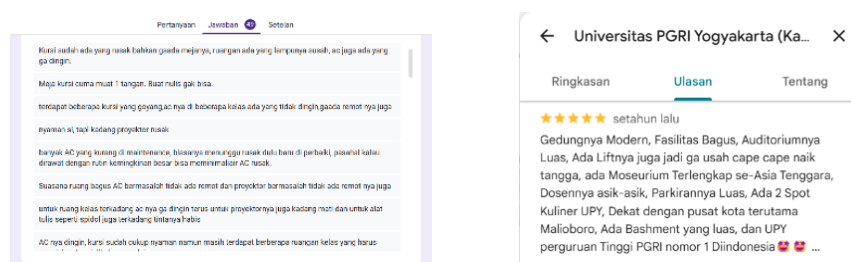 Pertanyaan Jawaban 49 Setelan
Kursi sudah ada yang rusak bahkan gaada mejanya, ruangan ada yang lampunya susah, ac juga ada yang
ga dingin.
Meja kursi cuma muat 1 tangan. Buat nulis gak bisa.
terdapat beberapa kursi yang goyang,ac nya di beberapa kelas ada yang tidak dingin,gaada remot nya juga
nyaman si, tapi kadang proyektor rusak
banyak AC yang kurang di maintenance, biasanya menunggu rusak dulu baru di perbaiki, padahal kalau
dirawat dengan rutin kemingkinan besar bisa meminimaliair AC rusak.
Suasana ruang bagus AC bermasalah tidak ada remot dan proyektor bermasalah tidak ada remot nya juga
untuk ruang kelas terkadang ac nya ga dingin terus untuk proyektornya juga kadang mati dan untuk alat
tulis seperti spidol juga terkadang tintanya habis
AC nya dingin, kursi sudah cukup nyaman namun masih terdapat berberapa ruangan kelas yang harus
Universitas PGRI Yogyakarta (Ka...
Ringkasan Ulasan Tentang
setahun lalu
Gedungnya Modern, Fasilitas Bagus, Auditoriumnya
Luas, Ada Liftnya juga jadi ga usah cape cape naik
tangga, ada Moseurium Terlengkap se-Asia Tenggara,
Dosennya asik-asik, Parkirannya Luas, Ada 2 Spot
Kuliner UPY, Dekat dengan pusat kota terutama
Malioboro, Ada Bashment yang luas, dan UPY
perguruan Tinggi PGRI nomor 1 Diindonesia🤩🤩 ...